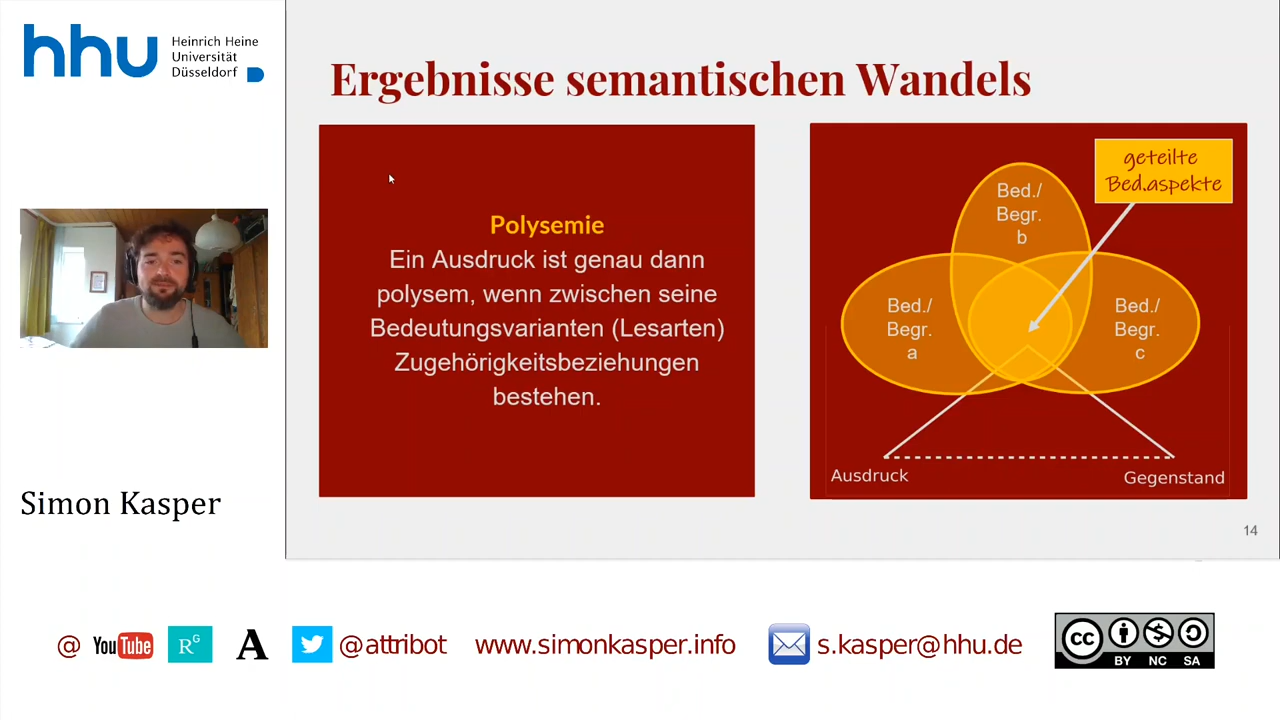 hhu
Heinrich Heine
Universität
Düsseldorf
Simon Kasper
Ergebnisse semantischen Wandels
Polysemie
Ein Ausdruck ist genau dann
polysem, wenn zwischen seine
Bedeutungsvarianten (Lesarten)
Zugehörigkeitsbeziehungen
bestehen.
geteilte
Bed.aspekte
Bed./
Begr.
b
Bed./
Begr.
a
Bed./
Begr.
c
Ausdruck
Gegenstand
14
@ YouTube RG A @attribot www.simonkasper.info s.kasper@hhu.de
cc
BY NC SA